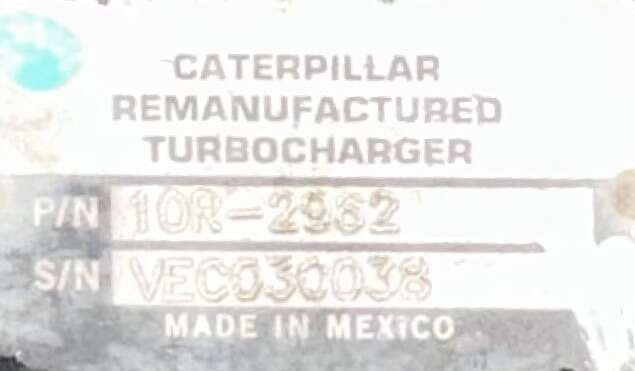 CATERPILLAR
REMANUFACTURED
TURBOCHARGER
P/N 10R-2962
S/N VEC030038
MADE IN MEXICO